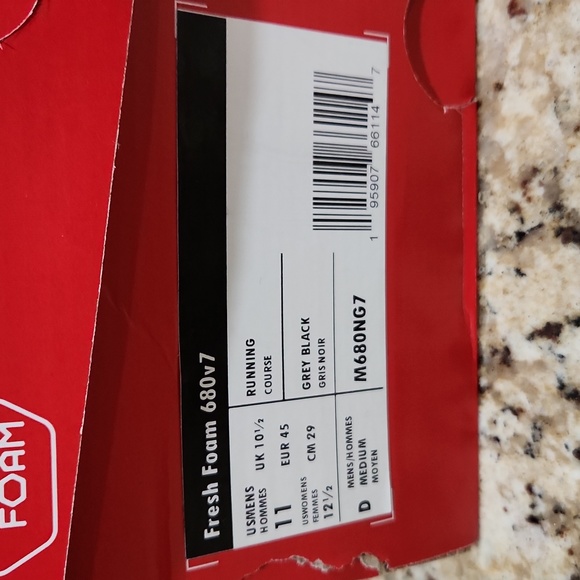 Fresh Foam 680v7
USMENS
HOMMES
11
UK 10½
EUR 45
USWOMENS
FEMMES
12½
CM 29
D
MENS/HOMMES
MEDIUM
MOYEN
RUNNING
COURSE
GREY BLACK
GRIS NOIR
M680NG7
1 95907 66114 7
FOAM